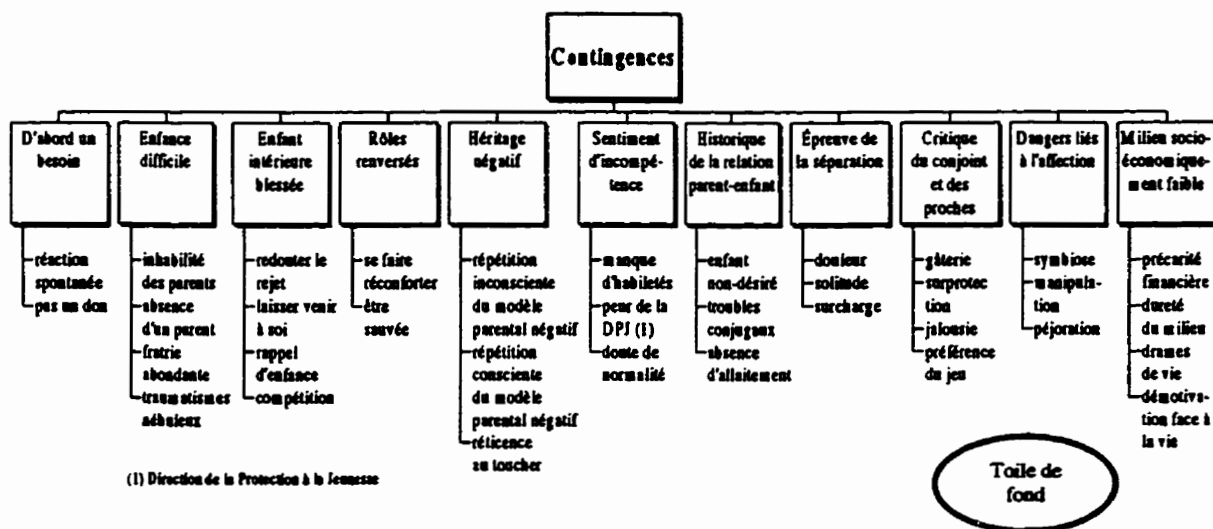 Contingences
D'abord un
besoin
réaction
spontanée
pas un don
Enfance
difficile
inhabilité
des parents
absence
d'un parent
fratrie
abondante
traumatismes
nébuleux
Enfant
intérieure
blessée
redouter le
rejet
laisser venir
à soi
rappel
d'enfance
compétition
Rôles
renversés
se faire
réconforter
être
sauvée
Héritage
négatif
répétition
inconsciente
du modèle
parental négatif
répétition
consciente
du modèle
parental négatif
réticence
au toucher
Sentiment
d'incompé-
tence
manque
d'habiletés
peur de la
DPJ (1)
doute de
normalité
Historique
de la relation
parent-enfant
enfant
non-désiré
troubles
conjugaux
absence
d'allaitement
Épreuve de
la séparation
douleur
solitude
surcharge
Critique
du conjoint
et des
proches
gâterie
surprotec
tion
jalousie
préférence
du jeu
Dangers liés
à l'affection
symbiose
manipula-
tion
péjoration
Milieu socio-
économique-
ment faible
précarité
financière
dureté
du milieu
drames
de vie
démotiva-
tion face à
la vie
(1) Direction de la Protection à la Jeunesse
Toile de
fond